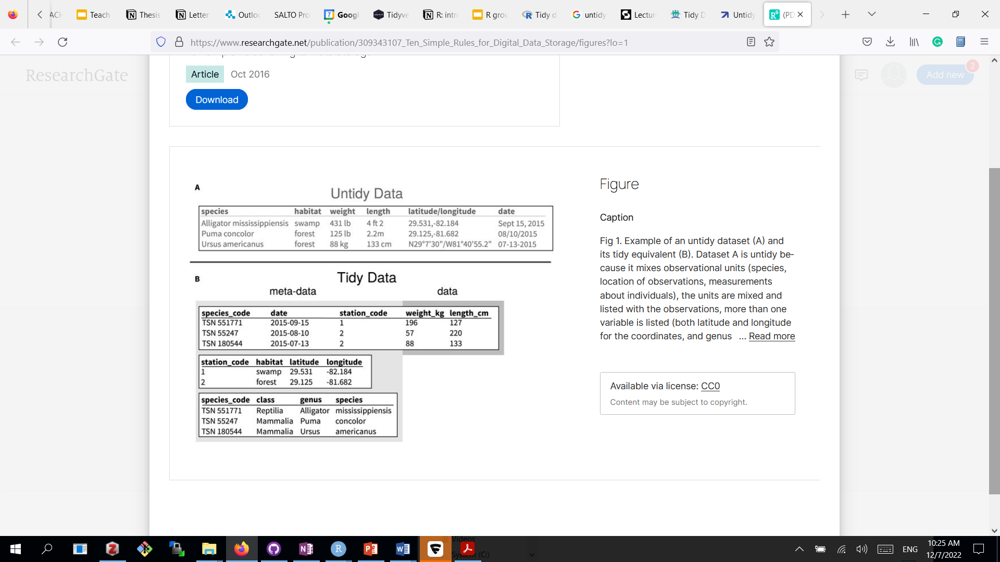 ACH
Teach
Thesis
Letter
Outloo
SALTO Pro
7
Googl
Tidyve
R: intr
R grou
Tidy d
untidy
Lectur
Tidy D
Untidy
(PD
https://www.researchgate.net/publication/309343107_Ten_Simple_Rules_for_Digital_Data_Storage/figures?lo=1
ResearchGate
Article Oct 2016
Add new
2
Download
A
Untidy Data
species habitat weight length latitude/longitude date
Alligator mississippiensis swamp 431 lb 4 ft 2 29.531,-82.184 Sept 15, 2015
Puma concolor forest 125 lb 2.2m 29.125,-81.682 08/10/2015
Ursus americanus forest 88 kg 133 cm N29°7'30"/W81°40'55.2" 07-13-2015
B
Tidy Data
meta-data data
species_code date station_code weight_kg length_cm
TSN 551771 2015-09-15 1 196 127
TSN 55247 2015-08-10 2 57 220
TSN 180544 2015-07-13 2 88 133
station_code habitat latitude longitude
1 swamp 29.531 -82.184
2 forest 29.125 -81.682
species_code class genus species
TSN 551771 Reptilia Alligator mississippiensis
TSN 55247 Mammalia Puma concolor
TSN 180544 Mammalia Ursus americanus
Figure
Caption
Fig 1. Example of an untidy dataset (A) and
its tidy equivalent (B). Dataset A is untidy be-
cause it mixes observational units (species,
location of observations, measurements
about individuals), the units are mixed and
listed with the observations, more than one
variable is listed (both latitude and longitude
for the coordinates, and genus ... Read more
Available via license: CC0
Content may be subject to copyright.
Videos
System (C:)
ENG
10:25 AM
12/7/2022